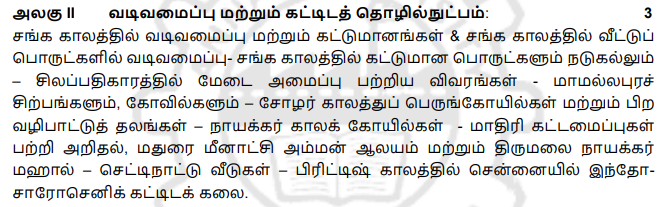 அலகு II வடிவமைப்பு மற்றும் கட்டிடத் தொழில்நுட்பம்: 3
சங்க காலத்தில் வடிவமைப்பு மற்றும் கட்டுமானங்கள் & சங்க காலத்தில் வீட்டுப்
பொருட்களில் வடிவமைப்பு- சங்க காலத்தில் கட்டுமான பொருட்களும் நடுகல்லும்
– சிலப்பதிகாரத்தில் மேடை அமைப்பு பற்றிய விவரங்கள் - மாமல்லபுரச்
சிற்பங்களும், கோவில்களும் – சோழர் காலத்துப் பெருங்கோயில்கள் மற்றும் பிற
வழிபாட்டுத் தலங்கள் – நாயக்கர் காலக் கோயில்கள் - மாதிரி கட்டமைப்புகள்
பற்றி அறிதல், மதுரை மீனாட்சி அம்மன் ஆலயம் மற்றும் திருமலை நாயக்கர்
மஹால் – செட்டிநாட்டு வீடுகள் – பிரிட்டிஷ் காலத்தில் சென்னையில் இந்தோ-
சாரோசெனிக் கட்டிடக் கலை.